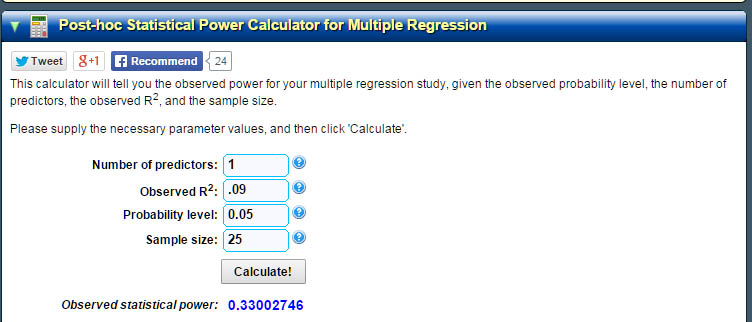 Post-hoc Statistical Power Calculator for Multiple Regression
Tweet g+1 Recommend 24
This calculator will tell you the observed power for your multiple regression study, given the observed probability level, the number of
predictors, the observed R², and the sample size.
Please supply the necessary parameter values, and then click 'Calculate'.
Number of predictors: 1 ?
Observed R²: .09 ?
Probability level: 0.05 ?
Sample size: 25 ?
Calculate!
Observed statistical power: 0.33002746